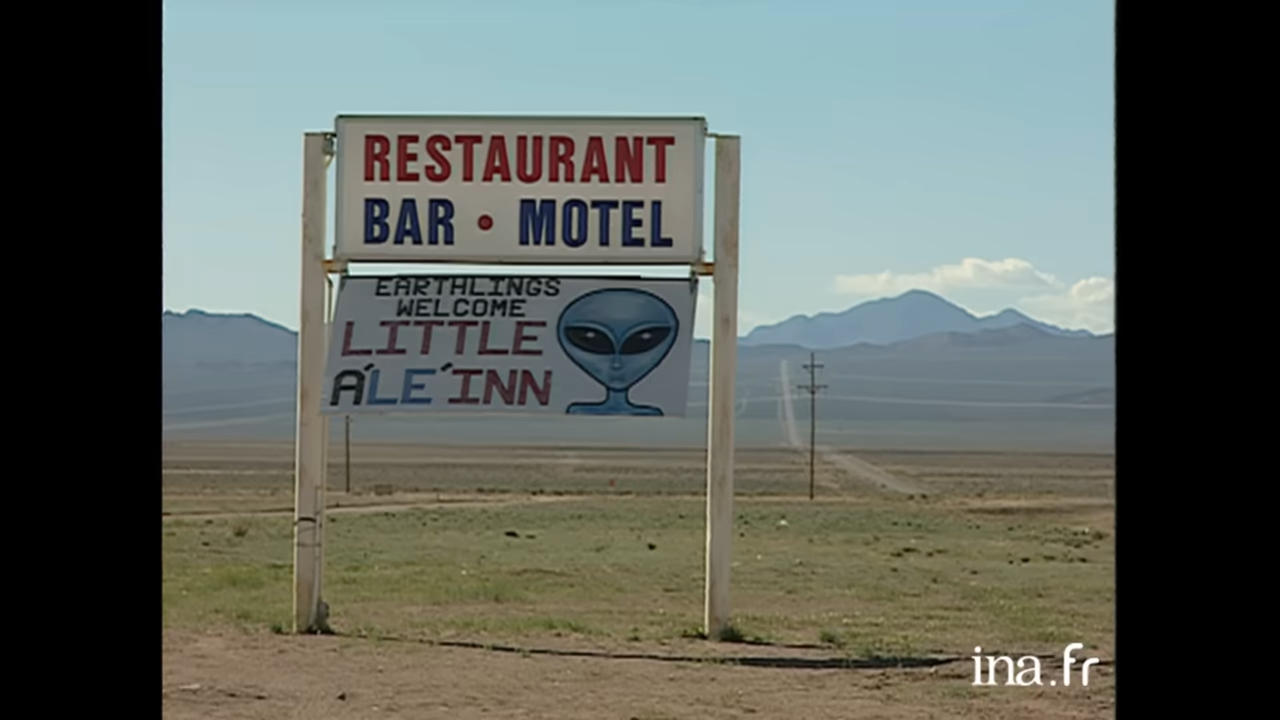 RESTAURANT
BAR • MOTEL
EARTHLINGS
WELCOME
LITTLE
A'LE'INN
ina.fr